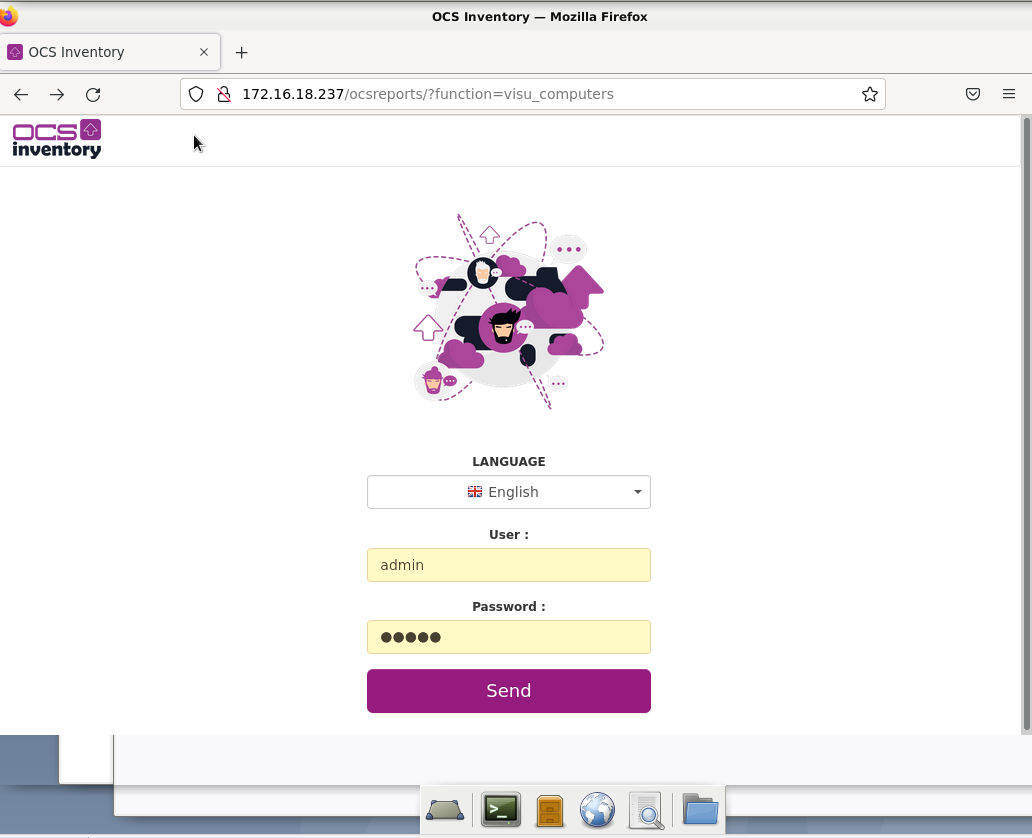 OCS Inventory — Mozilla Firefox
OCS Inventory
172.16.18.237/ocsreports/?function=visu_computers
OCS
inventory
LANGUAGE
English
User :
admin
Password :
●●●●●
Send
>_